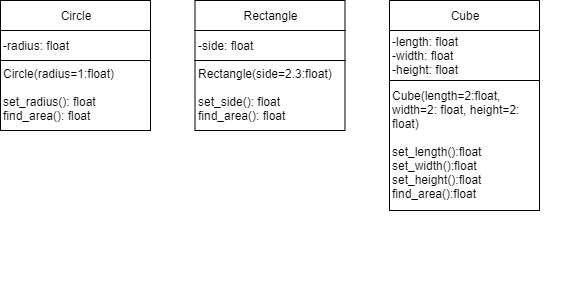 Circle
-radius: float
Circle(radius=1:float)
set_radius(): float
find_area(): float
Rectangle
-side: float
Rectangle(side=2.3:float)
set_side(): float
find_area(): float
Cube
-length: float
-width: float
-height: float
Cube(length=2:float,
width=2: float, height=2:
float)
set_length():float
set_width():float
set_height():float
find_area():float